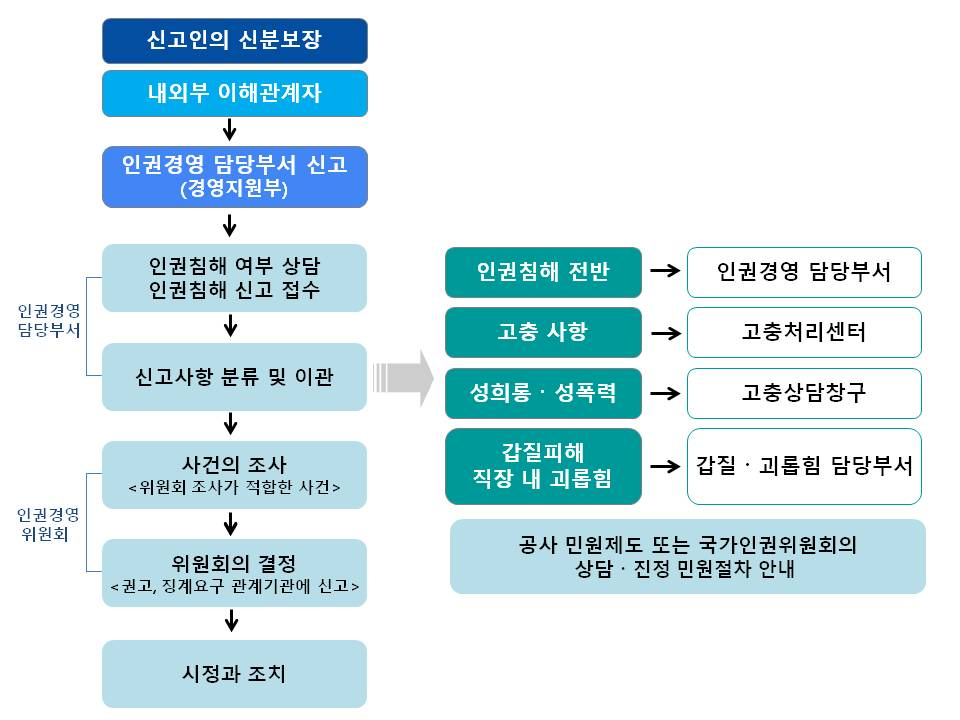 신고인의 신분보장
내외부 이해관계자
인권경영 담당부서 신고
(경영지원부)
인권침해 여부 상담
인권침해 신고 접수
인권경영
담당부서
신고사항 분류 및 이관
사건의 조사
<위원회 조사가 적합한 사건>
인권경영
위원회
위원회의 결정
<권고, 징계요구 관계기관에 신고>
시정과 조치
인권침해 전반
인권경영 담당부서
고충 사항
고충처리센터
성희롱 · 성폭력
고충상담창구
갑질피해
직장 내 괴롭힘
갑질 · 괴롭힘 담당부서
공사 민원제도 또는 국가인권위원회의
상담 · 진정 민원절차 안내